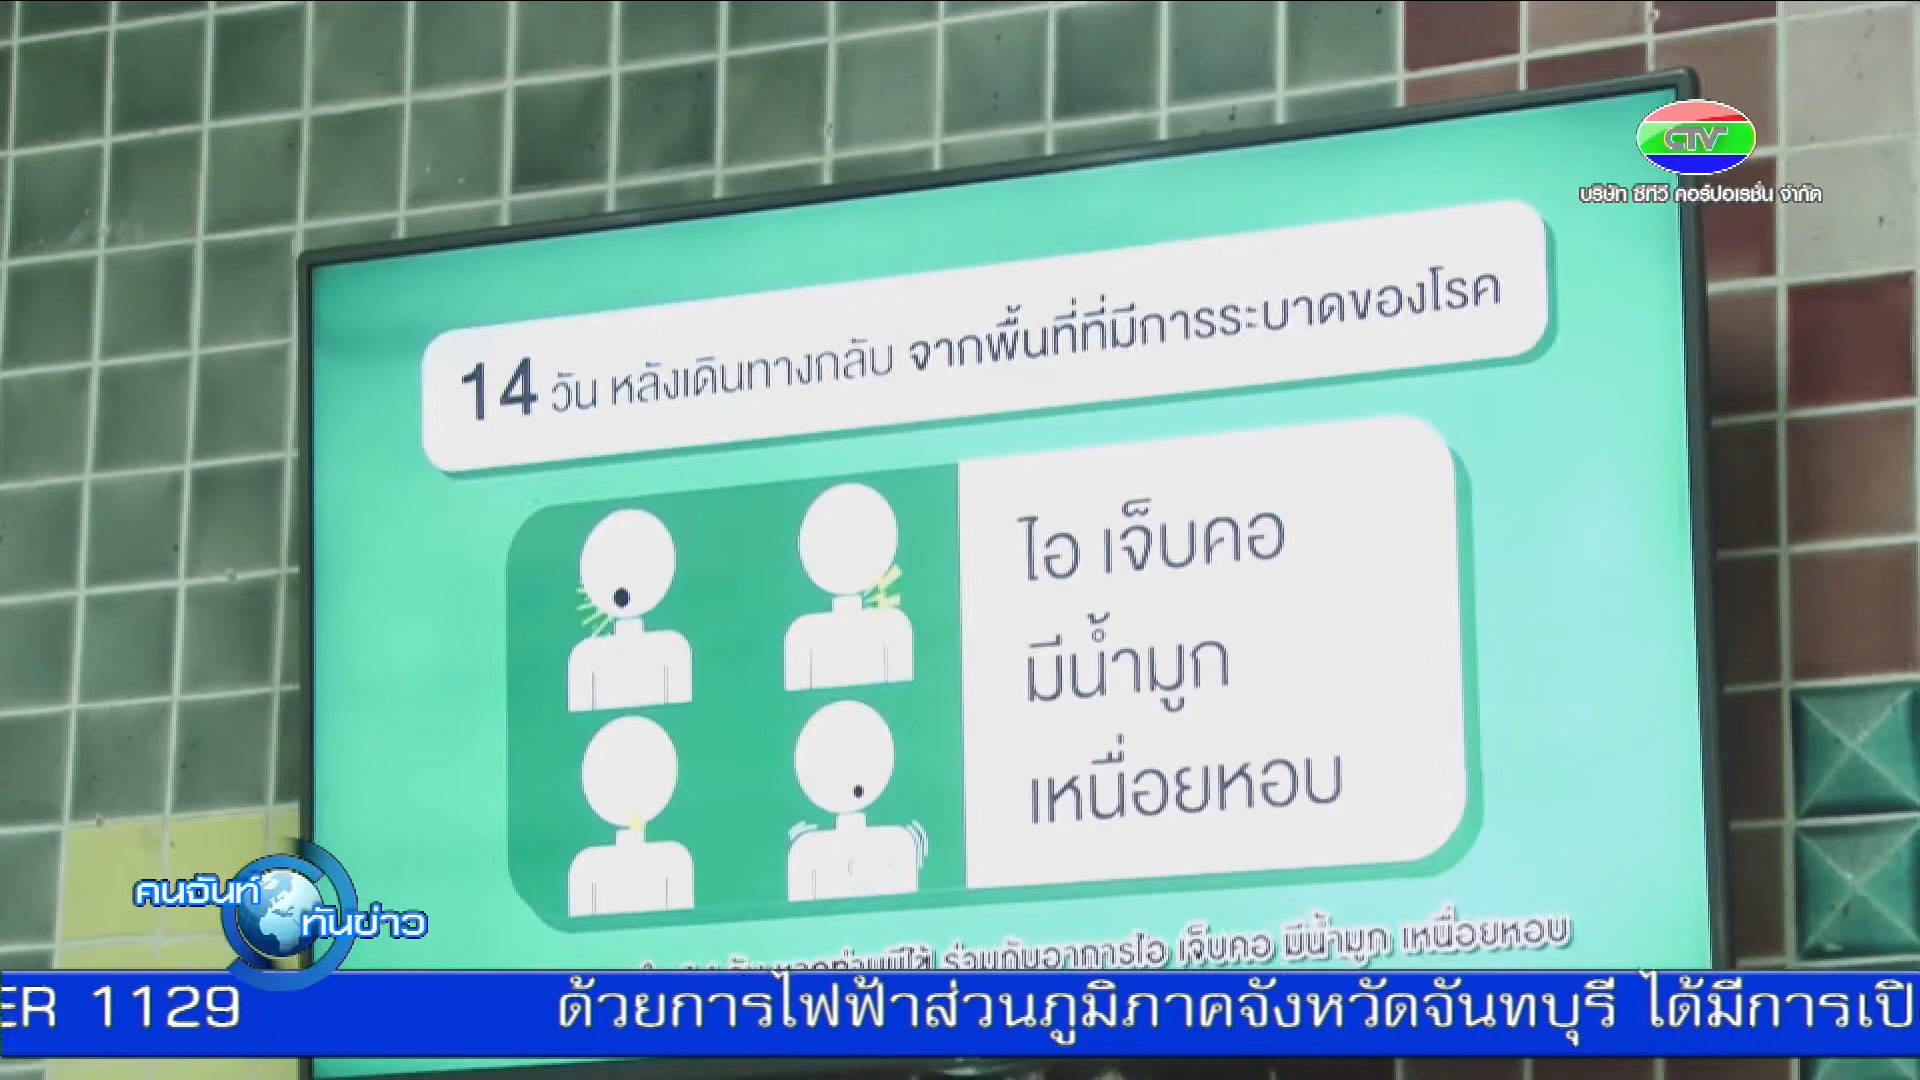 CTV
บริษัท ซีทีวี คอร์ปอเรชั่น จำกัด
14 วัน หลังเดินทางกลับ จากพื้นที่ที่มีการระบาดของโรค
ไอ เจ็บคอ
มีน้ำมูก
เหนื่อยหอบ
ร่วมกับอาการไอ เจ็บคอ มีน้ำมูก เหนื่อยหอบ
คนจันท์
ทันข่าว
ER 1129 ด้วยการไฟฟ้าส่วนภูมิภาคจังหวัดจันทบุรี ได้มีการเปิ